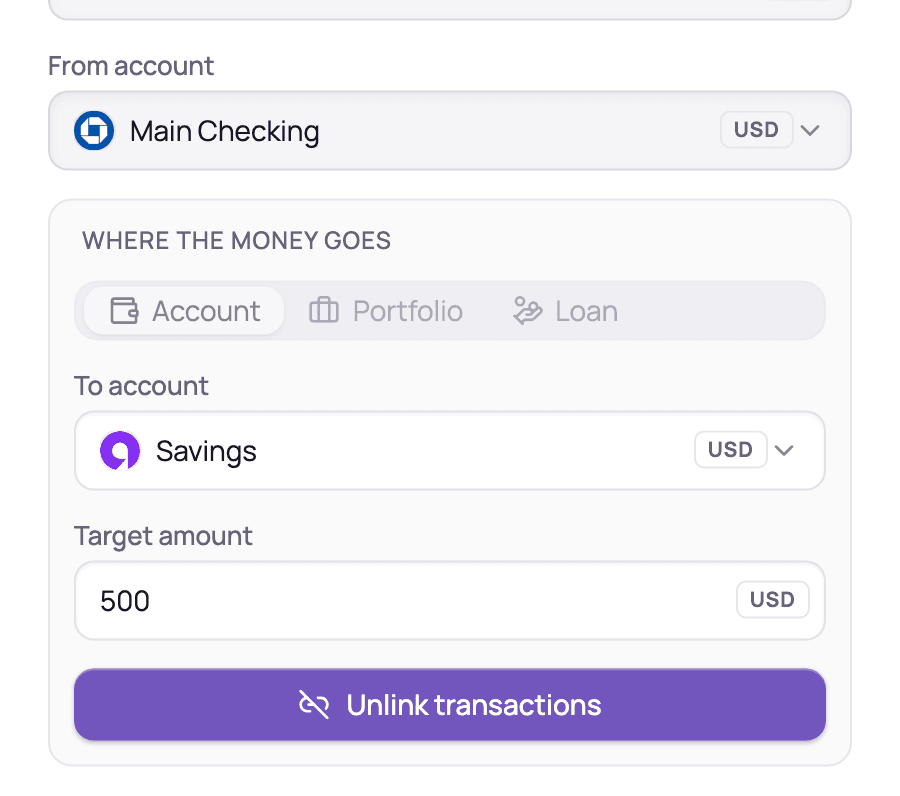 From account
Main Checking USD
WHERE THE MONEY GOES
Account Portfolio Loan
To account
Savings USD
Target amount
500 USD
Unlink transactions